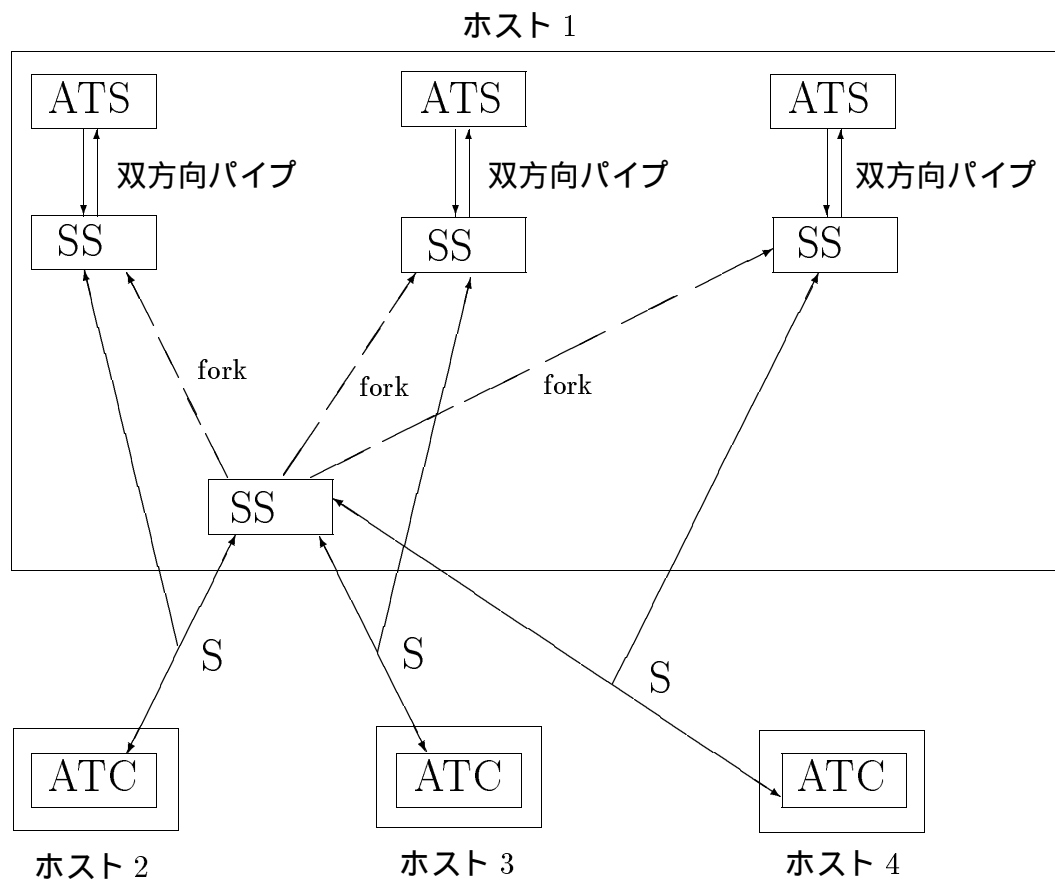 ホスト 1
ATS
ATS
ATS
双方向パイプ
双方向パイプ
双方向パイプ
SS
SS
SS
fork
fork
fork
SS
S
S
S
ATC
ATC
ATC
ホスト 2
ホスト 3
ホスト 4